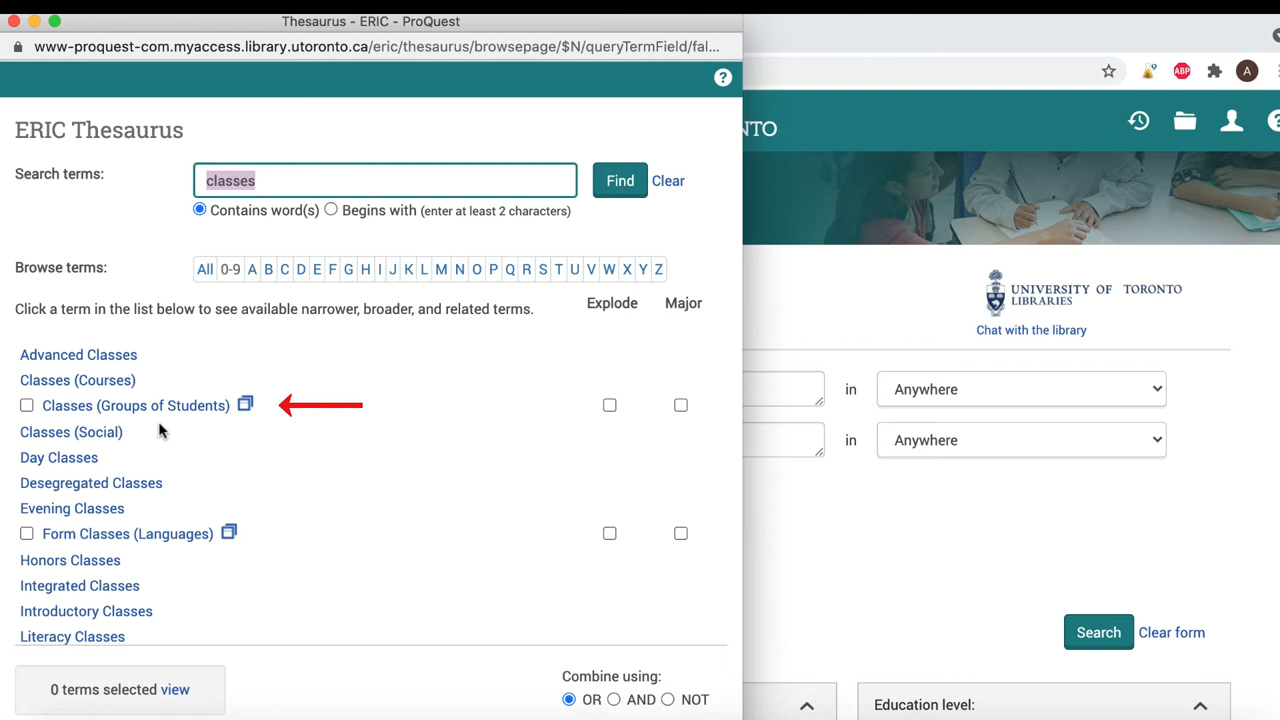 Thesaurus - ERIC - ProQuest
www-proquest-com.myaccess.library.utoronto.ca/eric/thesaurus/browsepage/$N/queryTermField/fal...
ABP
A
?
NTO
?
ERIC Thesaurus
Search terms:
classes
Find
Clear
Contains word(s)
Begins with (enter at least 2 characters)
Browse terms:
All 0-9 A B C D E F G H I J K L M N O P Q R S T U V W X Y Z
Click a term in the list below to see available narrower, broader, and related terms.
Explode
Major
Advanced Classes
Classes (Courses)
Classes (Groups of Students)
Classes (Social)
Day Classes
Desegregated Classes
Evening Classes
Form Classes (Languages)
Honors Classes
Integrated Classes
Introductory Classes
Literacy Classes
0 terms selected view
Combine using:
OR AND NOT
UNIVERSITY OF TORONTO
LIBRARIES
Chat with the library
in Anywhere
in Anywhere
Search Clear form
Education level: